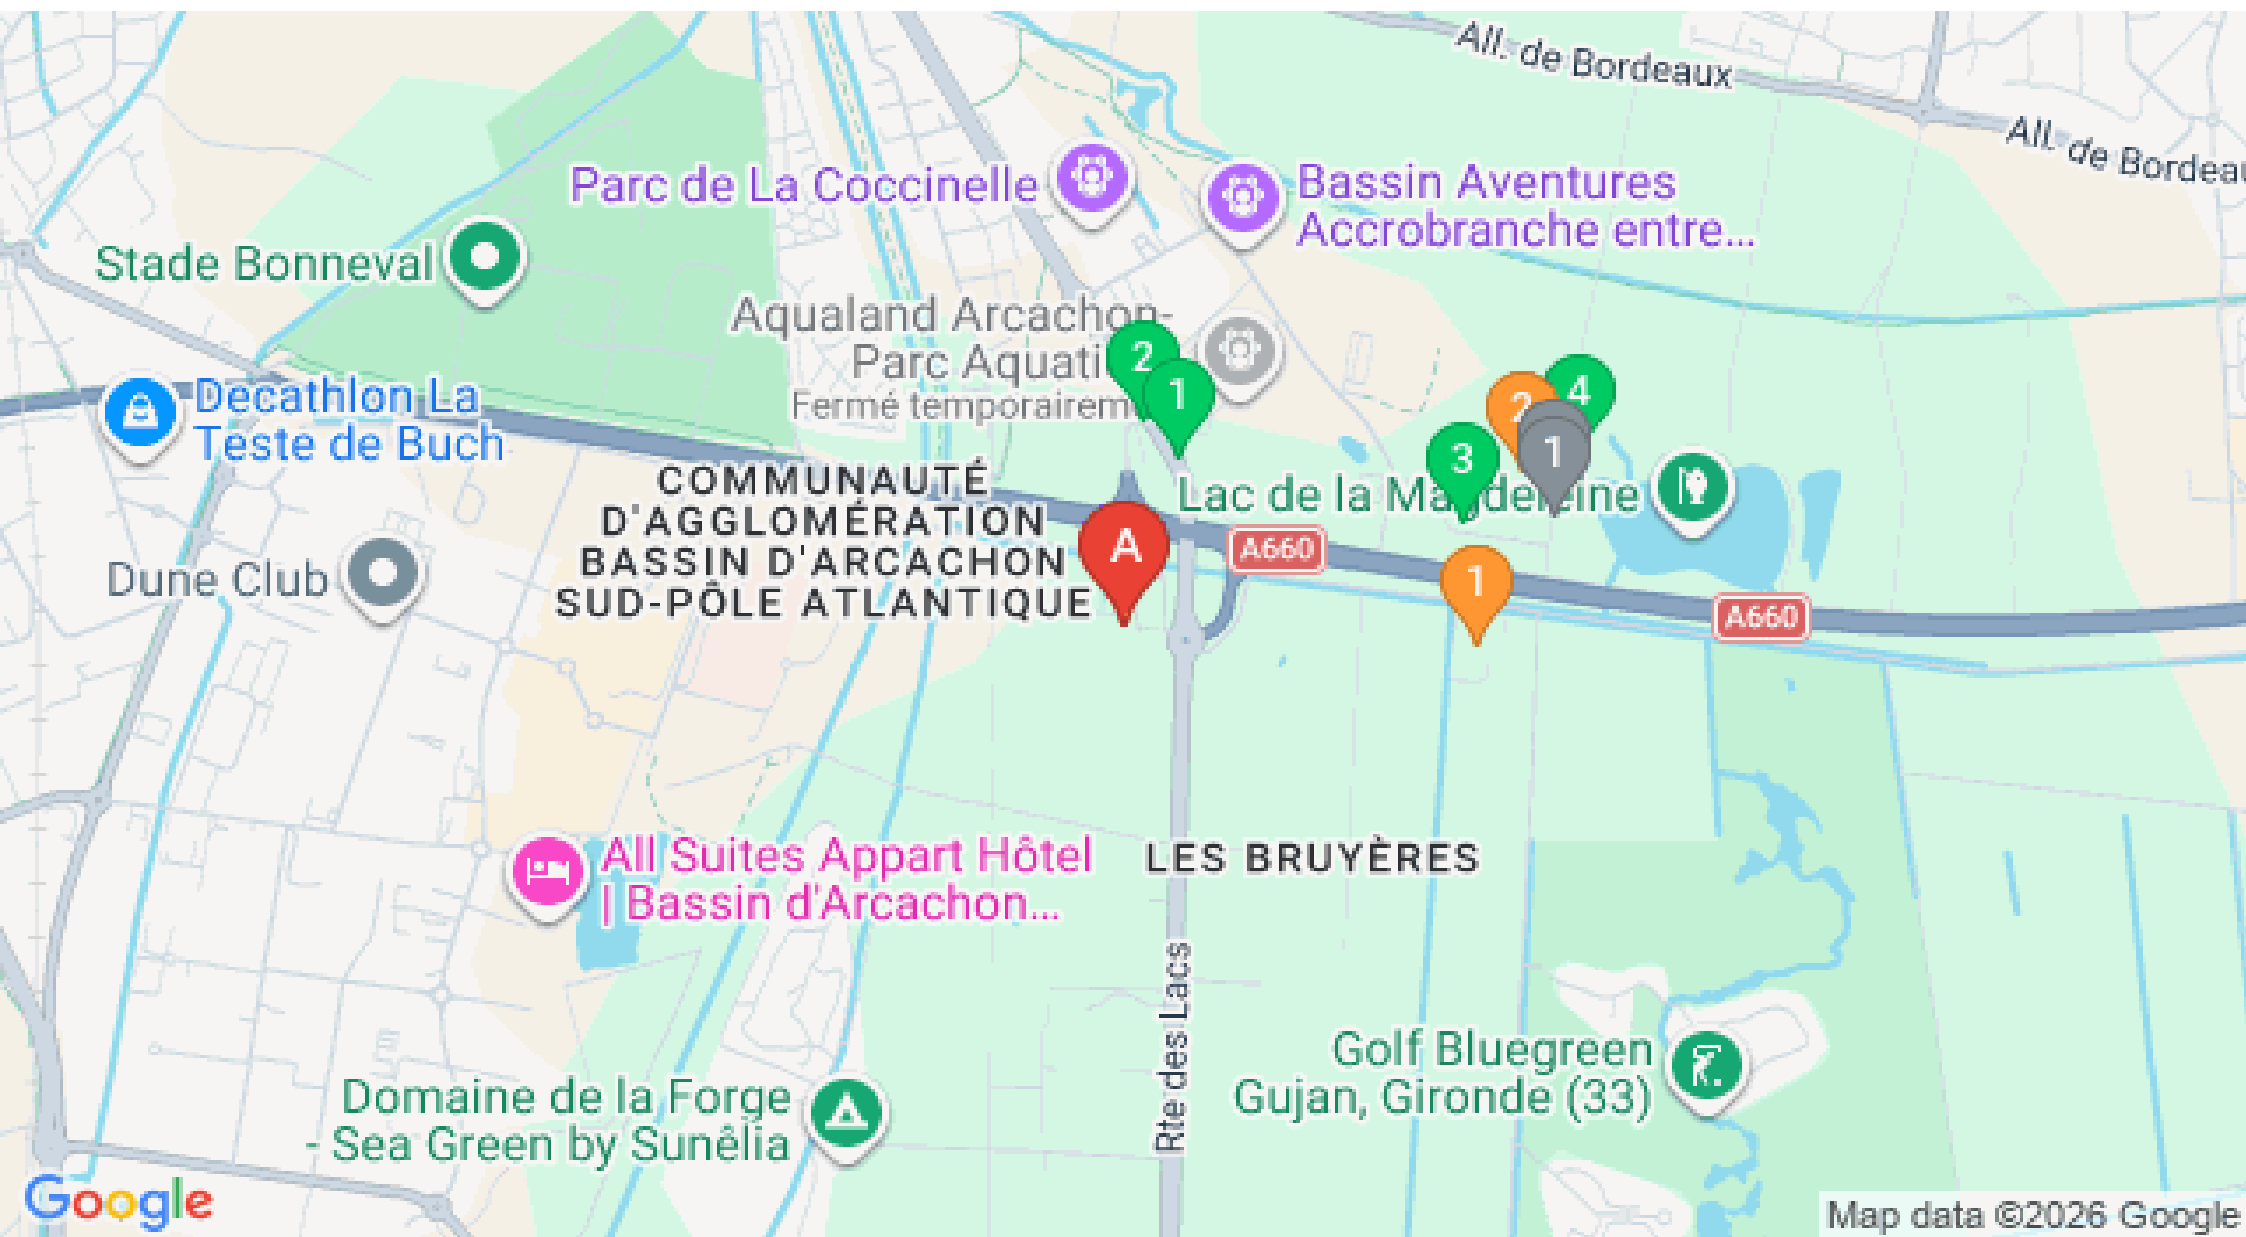 All. de Bordeaux
All. de Bordeau
Parc de La Coccinelle
Bassin Aventures
Accrobranche entre...
Stade Bonneval
Aqualand Arcachon-
Parc Aquati
Fermé temporairem
2
1
4
2
1
3
Decathlon La
Teste de Buch
COMMUNAUTÉ
D'AGGLOMÉRATION
BASSIN D'ARCACHON
SUD-PÔLE ATLANTIQUE
Lac de la Magdeleine
A
A660
1
A660
Dune Club
All Suites Appart Hôtel
| Bassin d'Arcachon...
LES BRUYÈRES
Rte des Lacs
Golf Bluegreen
Gujan, Gironde (33)
Domaine de la Forge
- Sea Green by Sunêlia
Google
Map data ©2026 Google